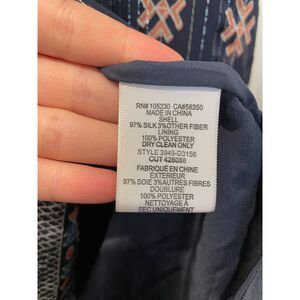 RN# 105230 CA#58350
MADE IN CHINA
SHELL
97% SILK 3%OTHER FIBER
LINING
100% POLYESTER
DRY CLEAN ONLY
STYLE 3949-D3156
CUT 428088
FABRIQUÉ EN CHINE
EXTERIEUR
97% SOIE 3%AUTRES FIBRES
DOUBLURE
100% POLYESTER
NETTOYAGE À
SEC UNIQUEMENT